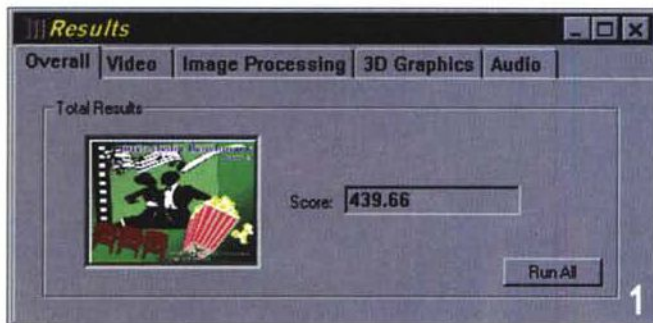 Results
Overall Video Image Processing 3D Graphics Audio
Total Results
Score: 439.66
Run All
1